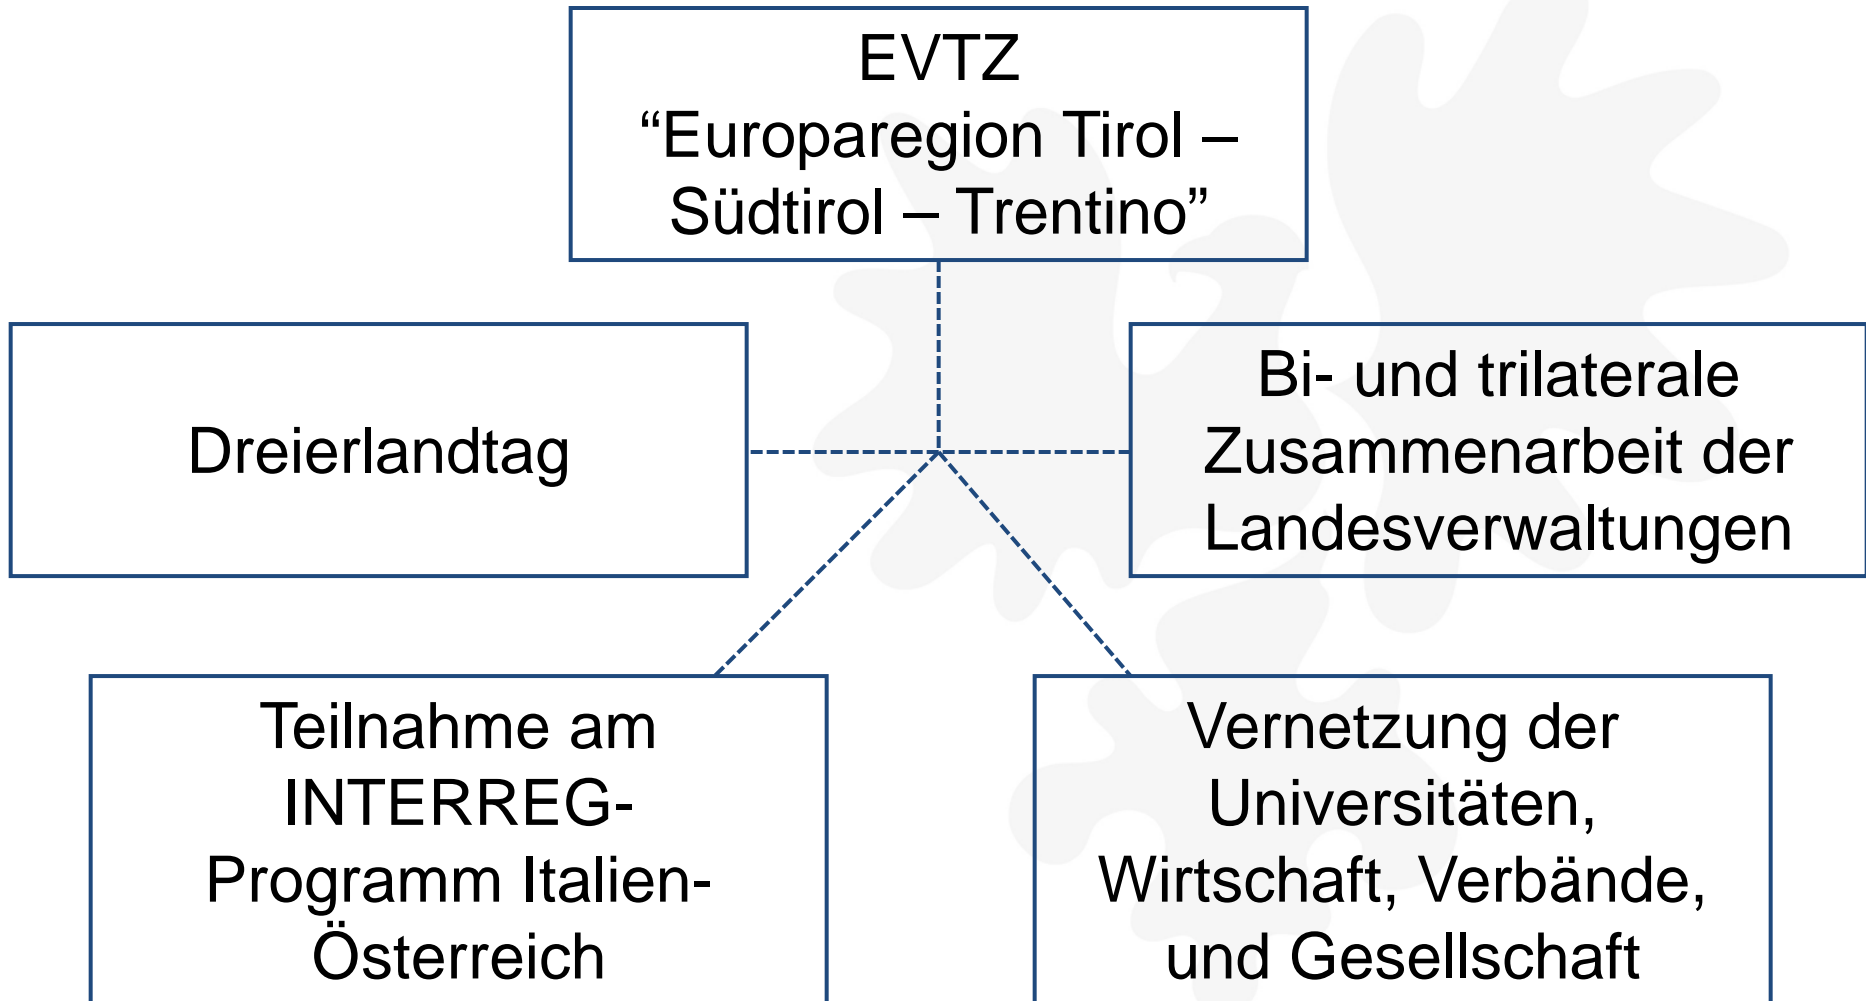 EVTZ
“Europaregion Tirol –
Südtirol – Trentino”
Dreierlandtag
Bi- und trilaterale
Zusammenarbeit der
Landesverwaltungen
Teilnahme am
INTERREG-
Programm Italien-
Österreich
Vernetzung der
Universitäten,
Wirtschaft, Verbände,
und Gesellschaft